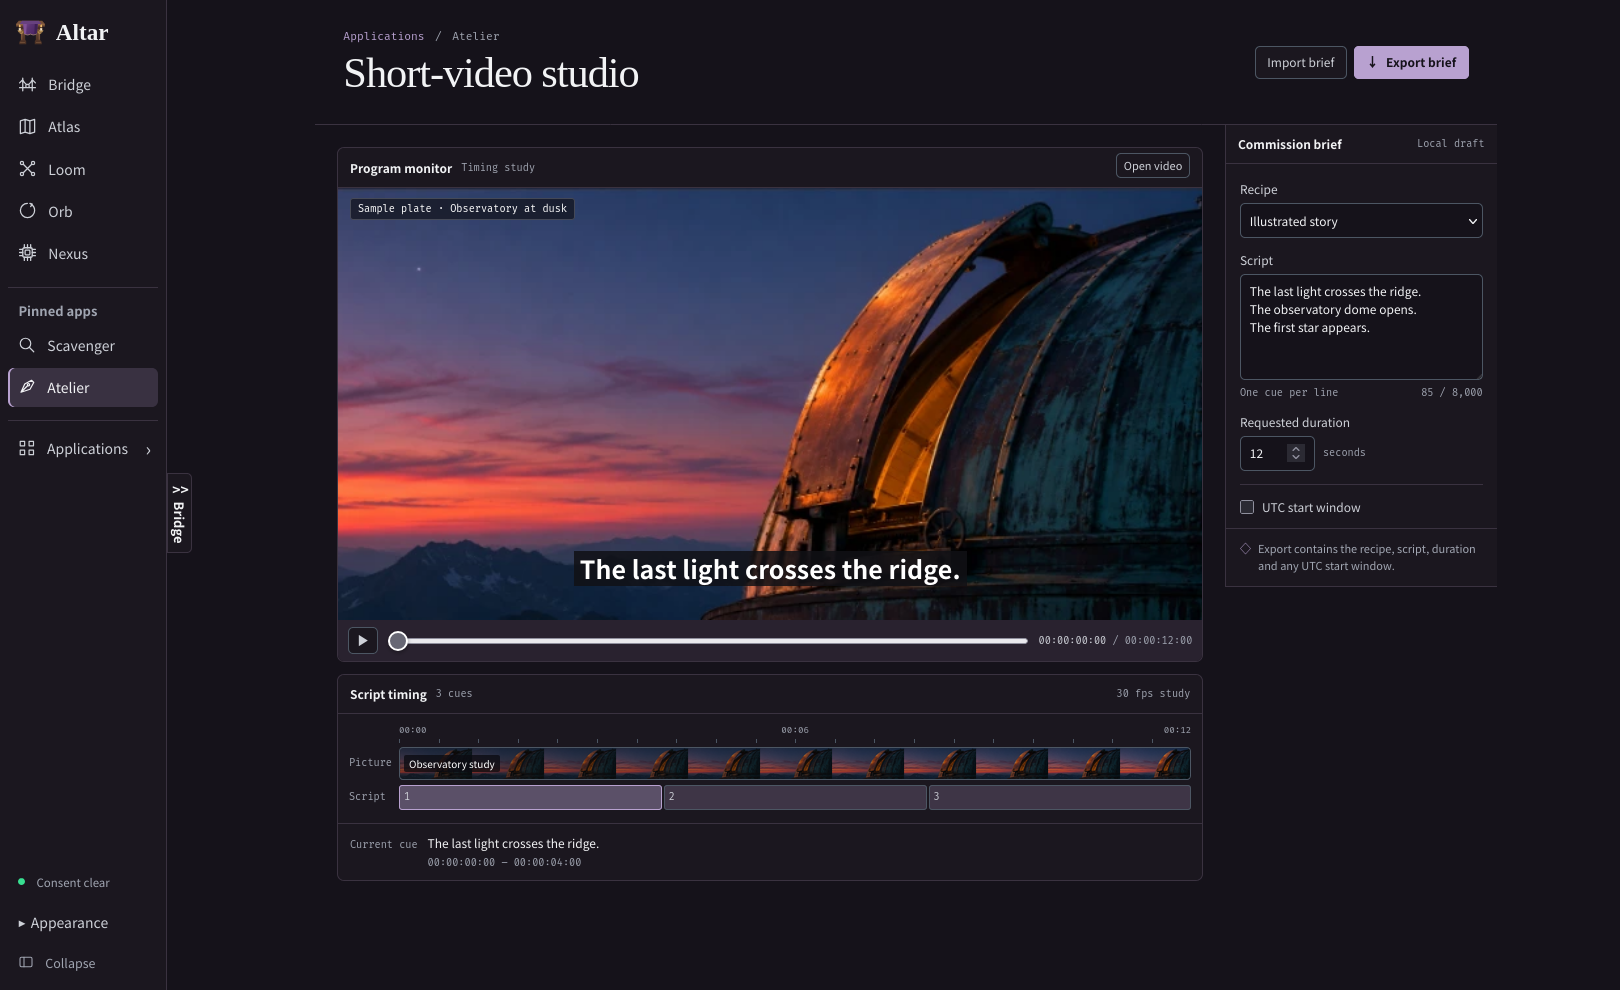 Altar
Bridge
Atlas
Loom
Orb
Nexus
Pinned apps
Scavenger
Atelier
Applications ›
>> Bridge
Consent clear
▸ Appearance
Collapse
Applications / Atelier
Short-video studio
Import brief
↓ Export brief
Program monitor Timing study
Open video
Sample plate · Observatory at dusk
The last light crosses the ridge.
00:00:00:00 / 00:00:12:00
Script timing 3 cues
30 fps study
00:00 00:06 00:12
Picture Observatory study
Script 1 2 3
Current cue The last light crosses the ridge.
00:00:00:00 — 00:00:04:00
Commission brief Local draft
Recipe
Illustrated story
Script
The last light crosses the ridge.
The observatory dome opens.
The first star appears.
One cue per line 85 / 8,000
Requested duration
12 seconds
UTC start window
Export contains the recipe, script, duration
and any UTC start window.